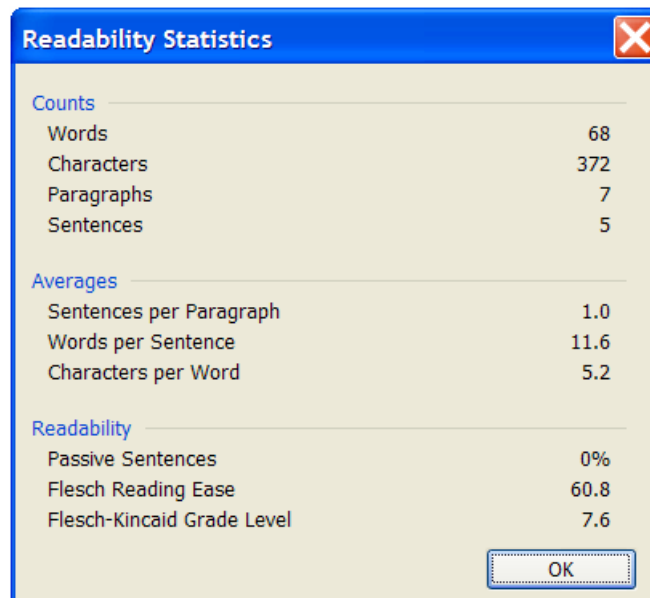 Readability Statistics
Counts
Words 68
Characters 372
Paragraphs 7
Sentences 5
Averages
Sentences per Paragraph 1.0
Words per Sentence 11.6
Characters per Word 5.2
Readability
Passive Sentences 0%
Flesch Reading Ease 60.8
Flesch-Kincaid Grade Level 7.6
OK